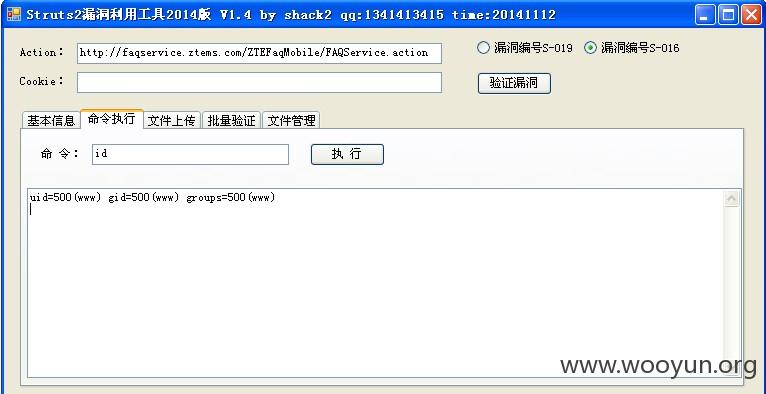 Struts2漏洞利用工具2014版 V1.4 by shack2 qq:1341413415 time:20141112
Action: http://faqservice.ztems.com/ZTEFaqMobile/FAQService.action 漏洞编号S-019 漏洞编号S-016
Cookie: 验证漏洞
基本信息 命令执行 文件上传 批量验证 文件管理
命 令: id 执 行
uid=500(www) gid=500(www) groups=500(www)
www.wooyun.org